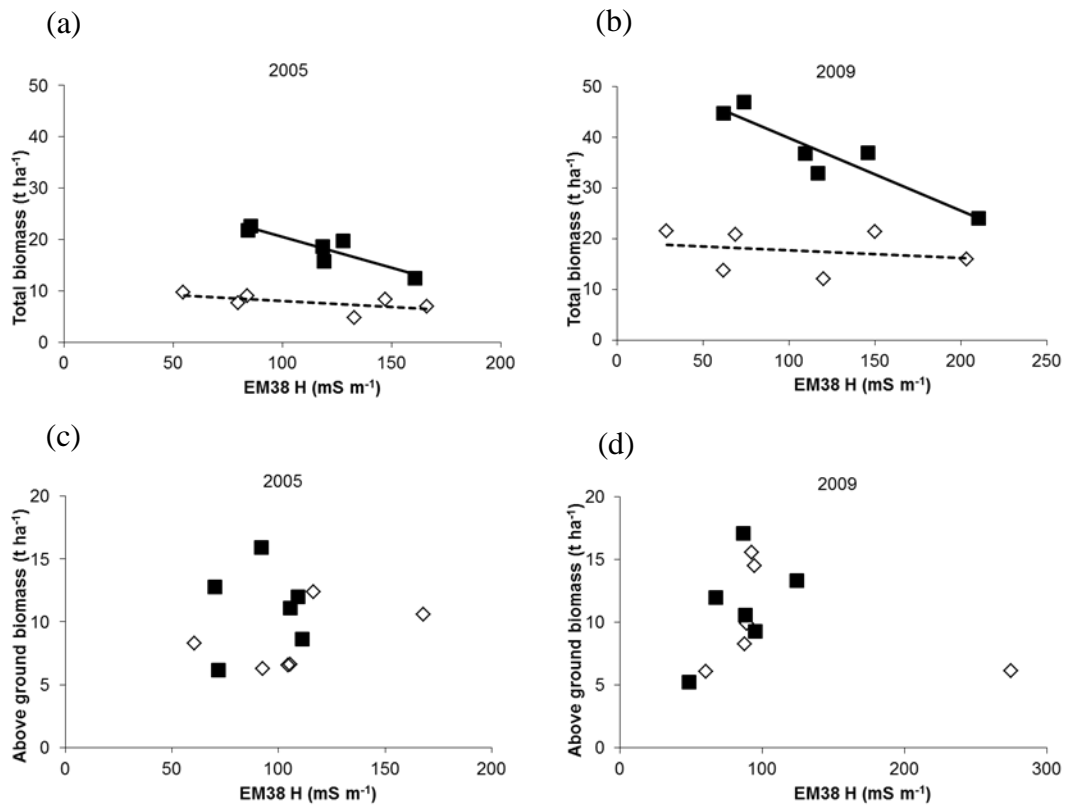 (a)
2005
50
40
30
20
10
0
Total biomass (t ha⁻¹)
0 50 100 150 200
EM38 H (mS m⁻¹)
(b)
2009
50
40
30
20
10
0
Total biomass (t ha⁻¹)
0 50 100 150 200 250
EM38 H (mS m⁻¹)
(c)
2005
20
15
10
5
0
Above ground biomass (t ha⁻¹)
0 50 100 150 200
EM38 H (mS m⁻¹)
(d)
2009
20
15
10
5
0
Above ground biomass (t ha⁻¹)
0 100 200 300
EM38 H (mS m⁻¹)